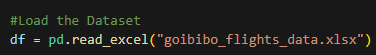 #Load the Dataset
df = pd.read_excel("goibibo_flights_data.xlsx")